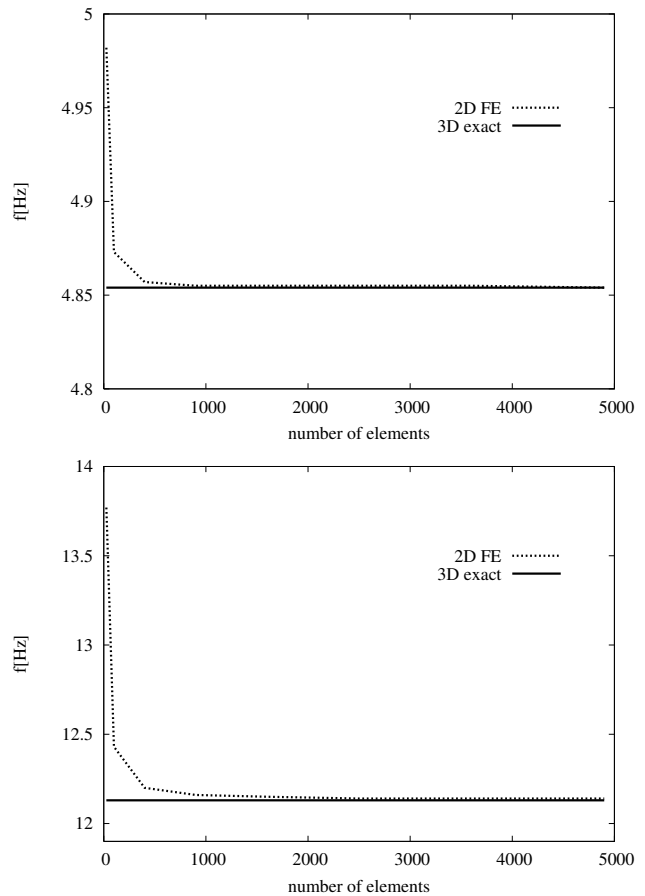 5
4.95
4.9
4.85
4.8
f[Hz]
2D FE
3D exact
0 1000 2000 3000 4000 5000
number of elements
14
13.5
13
12.5
12
f[Hz]
2D FE
3D exact
0 1000 2000 3000 4000 5000
number of elements